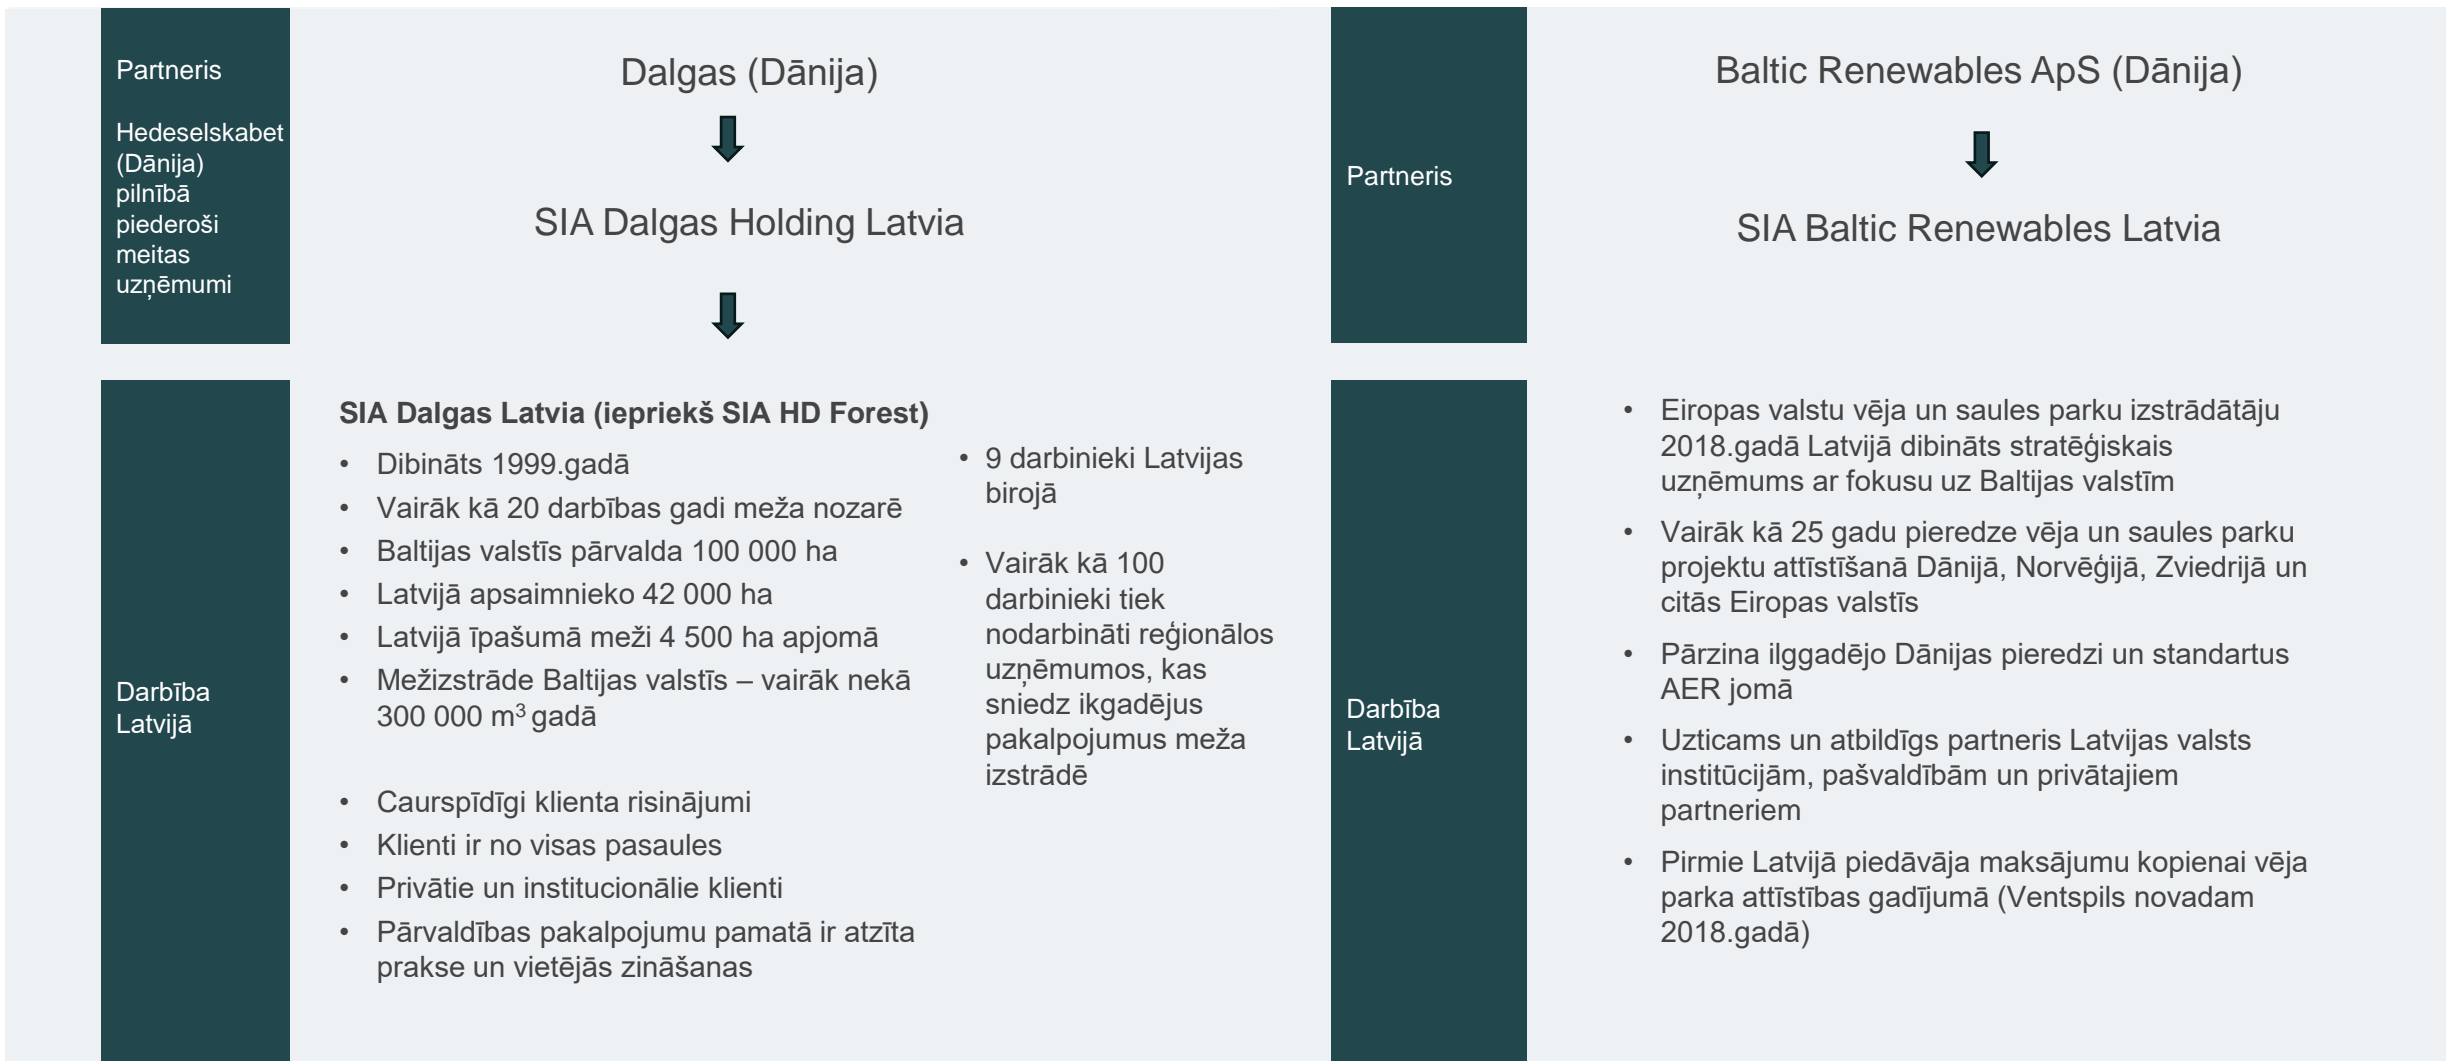 Partneris
Hedeselskabet
(Dānija)
pilnībā
piederoši
meitas
uzņēmumi
Dalgas (Dānija)
SIA Dalgas Holding Latvia
Darbība
Latvijā
SIA Dalgas Latvia (iepriekš SIA HD Forest)
• Dibināts 1999.gadā
• Vairāk kā 20 darbības gadi meža nozarē
• Baltijas valstīs pārvalda 100 000 ha
• Latvijā apsaimnieko 42 000 ha
• Latvijā īpašumā meži 4 500 ha apjomā
• Mežizstrāde Baltijas valstīs – vairāk nekā
300 000 m³ gadā
• Caurspīdīgi klienta risinājumi
• Klienti ir no visas pasaules
• Privātie un institucionālie klienti
• Pārvaldības pakalpojumu pamatā ir atzīta
prakse un vietējās zināšanas
• 9 darbinieki Latvijas
birojā
• Vairāk kā 100
darbinieki tiek
nodarbināti reģionālos
uzņēmumos, kas
sniedz ikgadējus
pakalpojumus meža
izstrādē
Partneris
Baltic Renewables ApS (Dānija)
SIA Baltic Renewables Latvia
Darbība
Latvijā
• Eiropas valstu vēja un saules parku izstrādātāju
2018.gadā Latvijā dibināts stratēģiskais
uzņēmums ar fokusu uz Baltijas valstīm
• Vairāk kā 25 gadu pieredze vēja un saules parku
projektu attīstīšanā Dānijā, Norvēģijā, Zviedrijā un
citās Eiropas valstīs
• Pārzina ilggadējo Dānijas pieredzi un standartus
AER jomā
• Uzticams un atbildīgs partneris Latvijas valsts
institūcijām, pašvaldībām un privātajiem
partneriem
• Pirmie Latvijā piedāvāja maksājumu kopienai vēja
parka attīstības gadījumā (Ventspils novadam
2018.gadā)